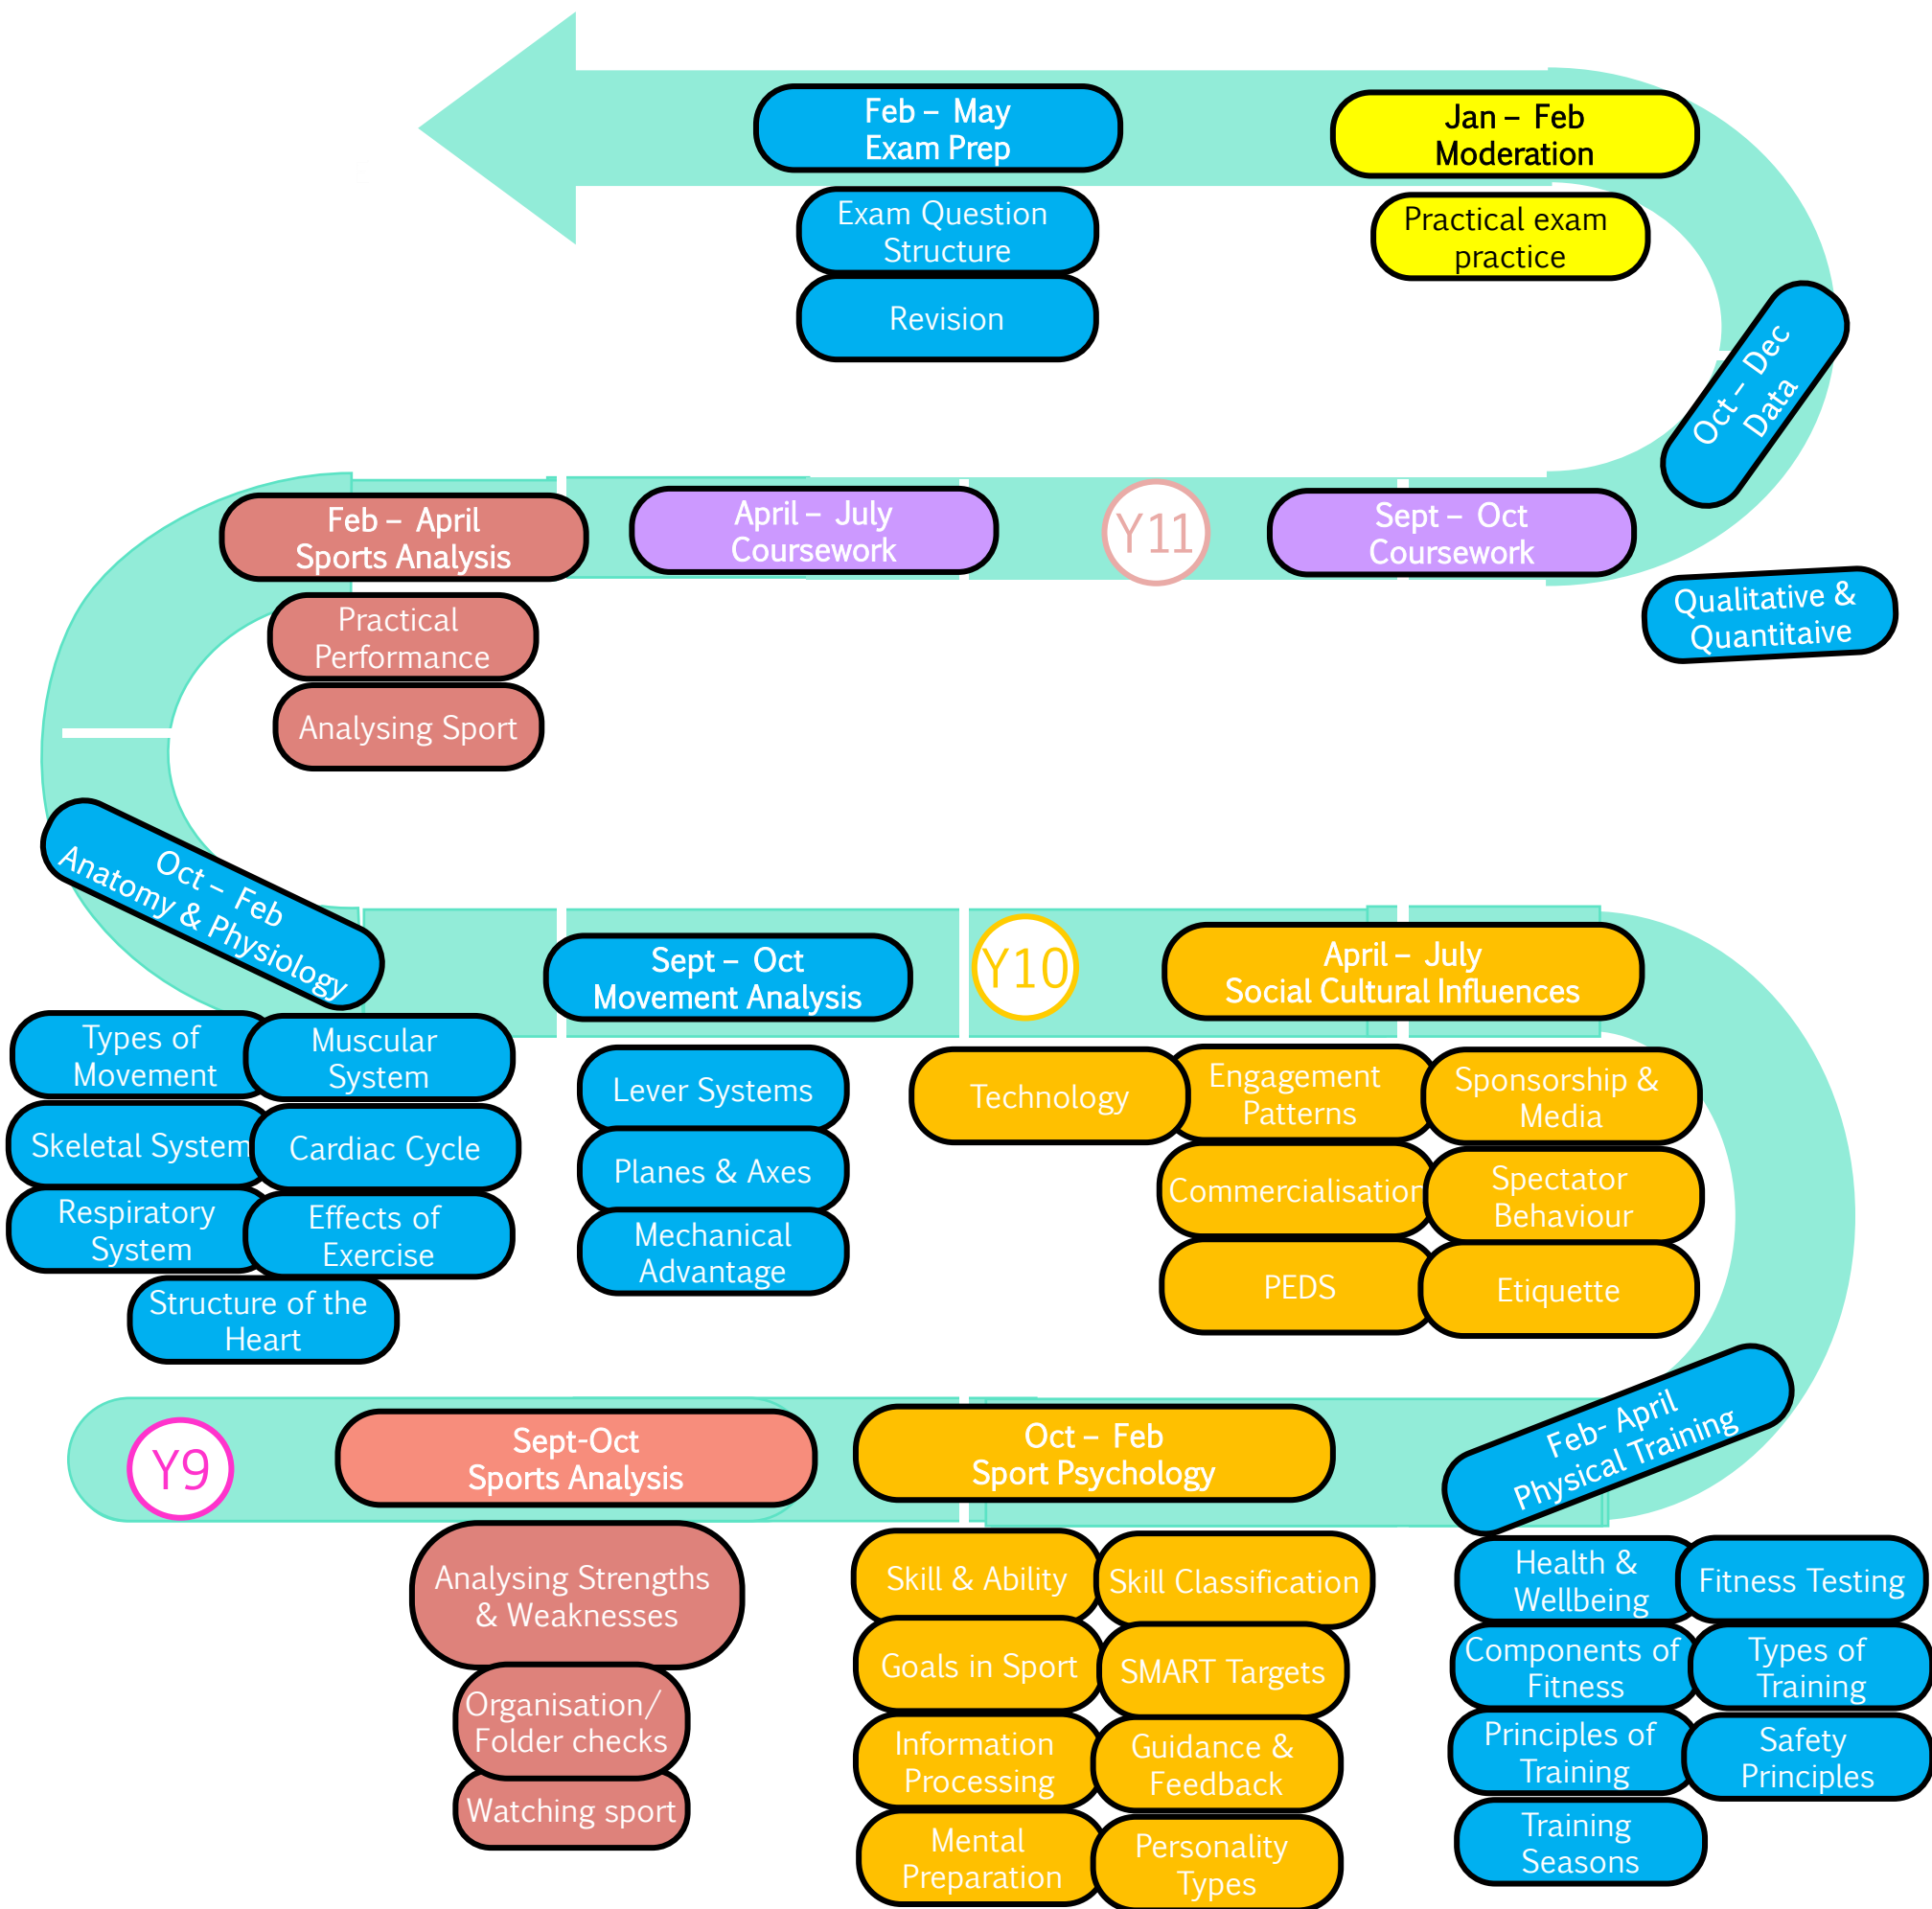 Feb – May
Exam Prep
Exam Question
Structure
Revision
Jan – Feb
Moderation
Practical exam
practice
Oct – Dec
Data
Feb – April
Sports Analysis
Practical
Performance
Analysing Sport
April – July
Coursework
Y11
Sept – Oct
Coursework
Qualitative &
Quantitaive
Oct – Feb
Anatomy & Physiology
Types of
Movement
Muscular
System
Skeletal System
Cardiac Cycle
Respiratory
System
Effects of
Exercise
Structure of the
Heart
Sept – Oct
Movement Analysis
Lever Systems
Planes & Axes
Mechanical
Advantage
Y10
April – July
Social Cultural Influences
Technology
Engagement
Patterns
Sponsorship &
Media
Commercialisation
Spectator
Behaviour
PEDS
Etiquette
Y9
Sept-Oct
Sports Analysis
Analysing Strengths
& Weaknesses
Organisation/
Folder checks
Watching sport
Oct – Feb
Sport Psychology
Skill & Ability
Skill Classification
Goals in Sport
SMART Targets
Information
Processing
Guidance &
Feedback
Mental
Preparation
Personality
Types
Feb- April
Physical Training
Health &
Wellbeing
Fitness Testing
Components of
Fitness
Types of
Training
Principles of
Training
Safety
Principles
Training
Seasons